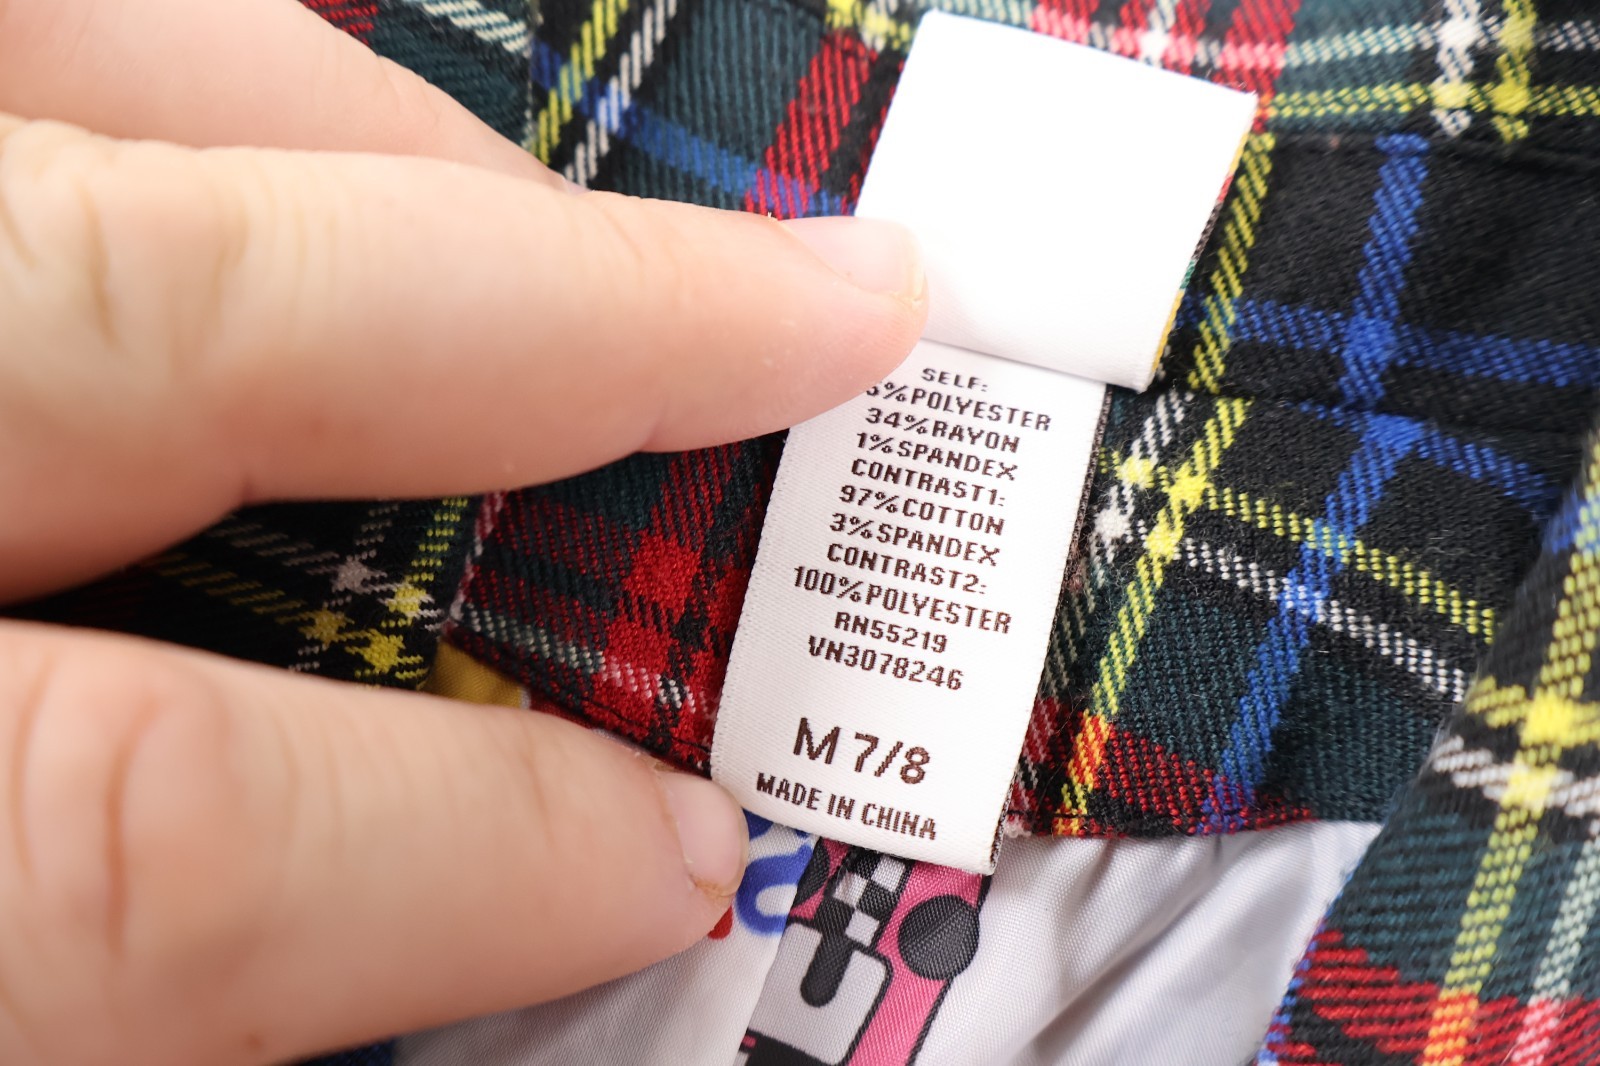 SELF:
5%POLYESTER
34%RAYON
1%SPANDEX
CONTRAST1:
97%COTTON
3%SPANDEX
CONTRAST2:
100%POLYESTER
RN55219
VN3078246
M 7/8
MADE IN CHINA